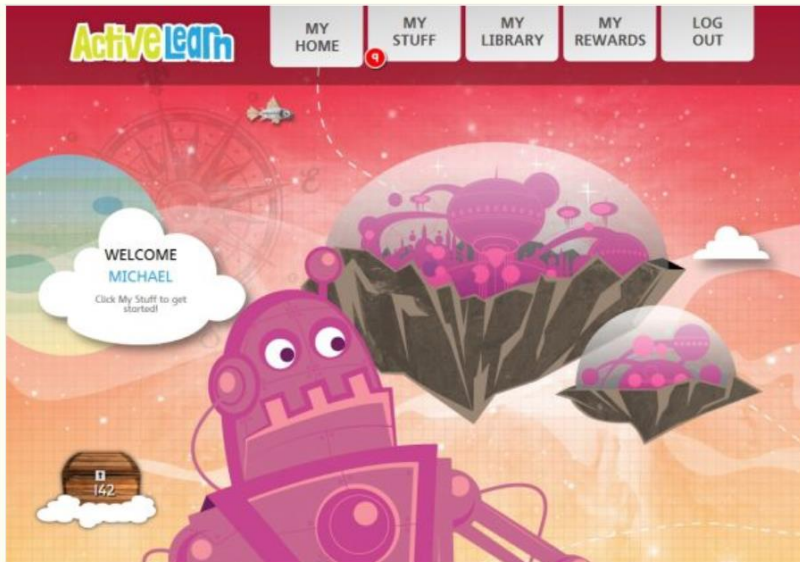 ActiveLearn
MY
HOME
9
MY
STUFF
MY
LIBRARY
MY
REWARDS
LOG
OUT
WELCOME
MICHAEL
Click My Stuff to get
started!
142